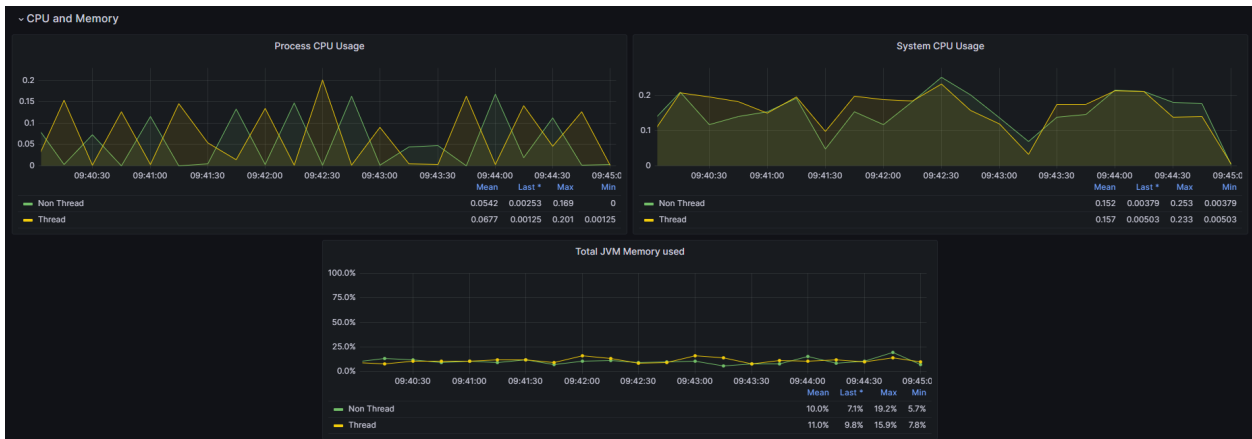 CPU and Memory
Process CPU Usage
0.2
0.15
0.1
0.05
0
09:40:30 09:41:00 09:41:30 09:42:00 09:42:30 09:43:00 09:43:30 09:44:00 09:44:30 09:45:0
Mean Last * Max Min
Non Thread 0.0542 0.00253 0.169 0
Thread 0.0677 0.00125 0.201 0.00125
System CPU Usage
0.2
0.1
0
09:40:30 09:41:00 09:41:30 09:42:00 09:42:30 09:43:00 09:43:30 09:44:00 09:44:30 09:45:0
Mean Last * Max Min
Non Thread 0.152 0.00379 0.253 0.00379
Thread 0.157 0.00503 0.233 0.00503
Total JVM Memory used
100.0%
75.0%
50.0%
25.0%
0.0%
09:40:30 09:41:00 09:41:30 09:42:00 09:42:30 09:43:00 09:43:30 09:44:00 09:44:30 09:45:0
Mean Last * Max Min
Non Thread 10.0% 7.1% 19.2% 5.7%
Thread 11.0% 9.8% 15.9% 7.8%